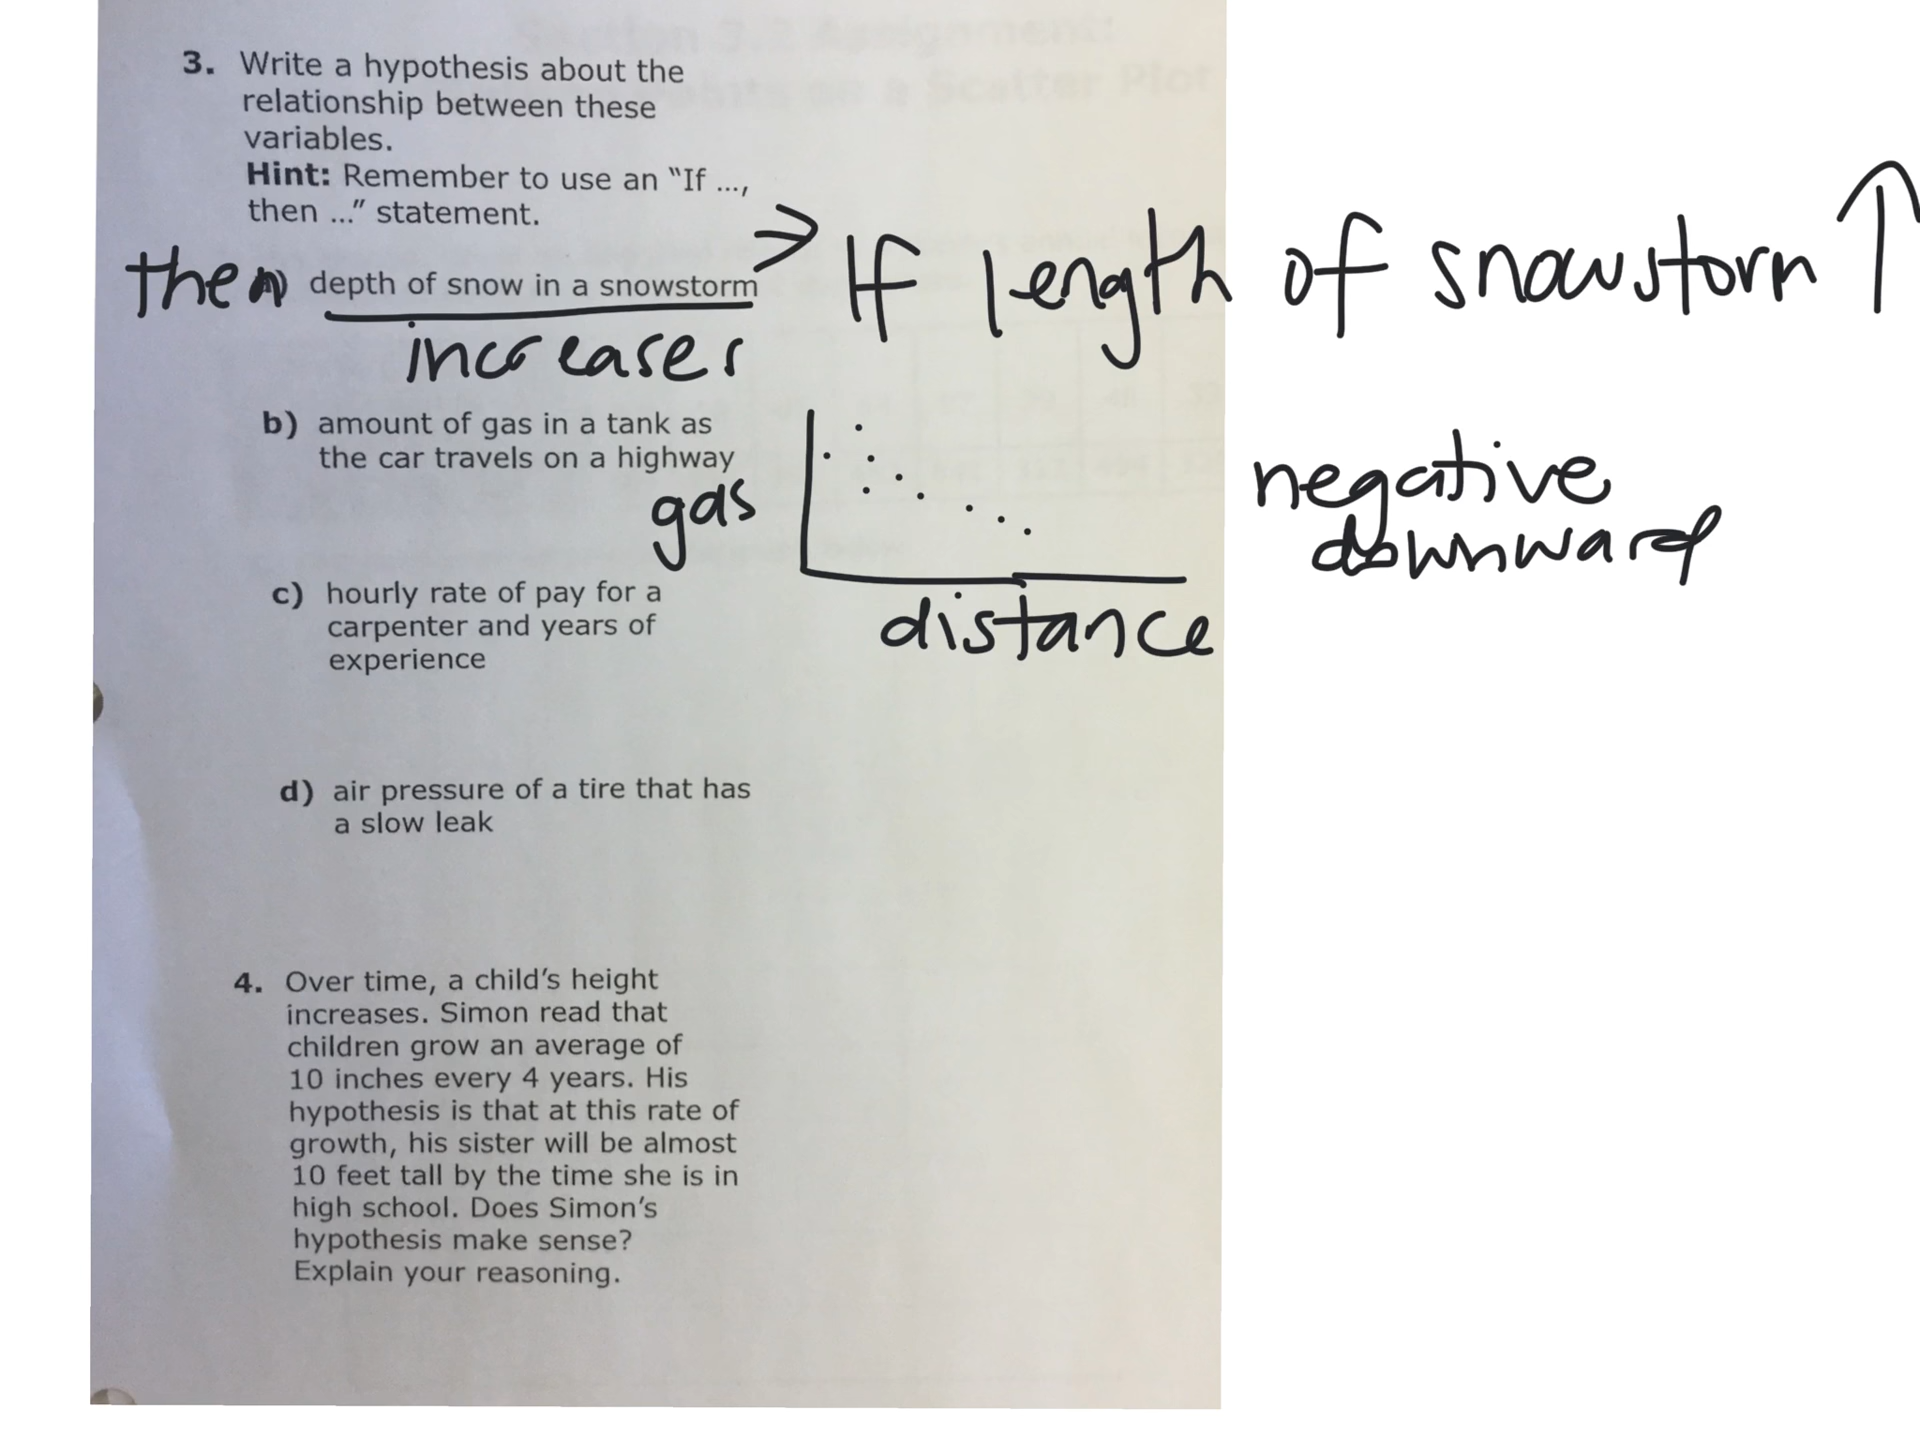 3. Write a hypothesis about the
relationship between these
variables.
Hint: Remember to use an “If ...,
then ...” statement.
then) depth of snow in a snowstorm
If length of snowstorm ↑
increases
b) amount of gas in a tank as
the car travels on a highway
gas
distance
negative
downward
c) hourly rate of pay for a
carpenter and years of
experience
d) air pressure of a tire that has
a slow leak
4. Over time, a child’s height
increases. Simon read that
children grow an average of
10 inches every 4 years. His
hypothesis is that at this rate of
growth, his sister will be almost
10 feet tall by the time she is in
high school. Does Simon’s
hypothesis make sense?
Explain your reasoning.